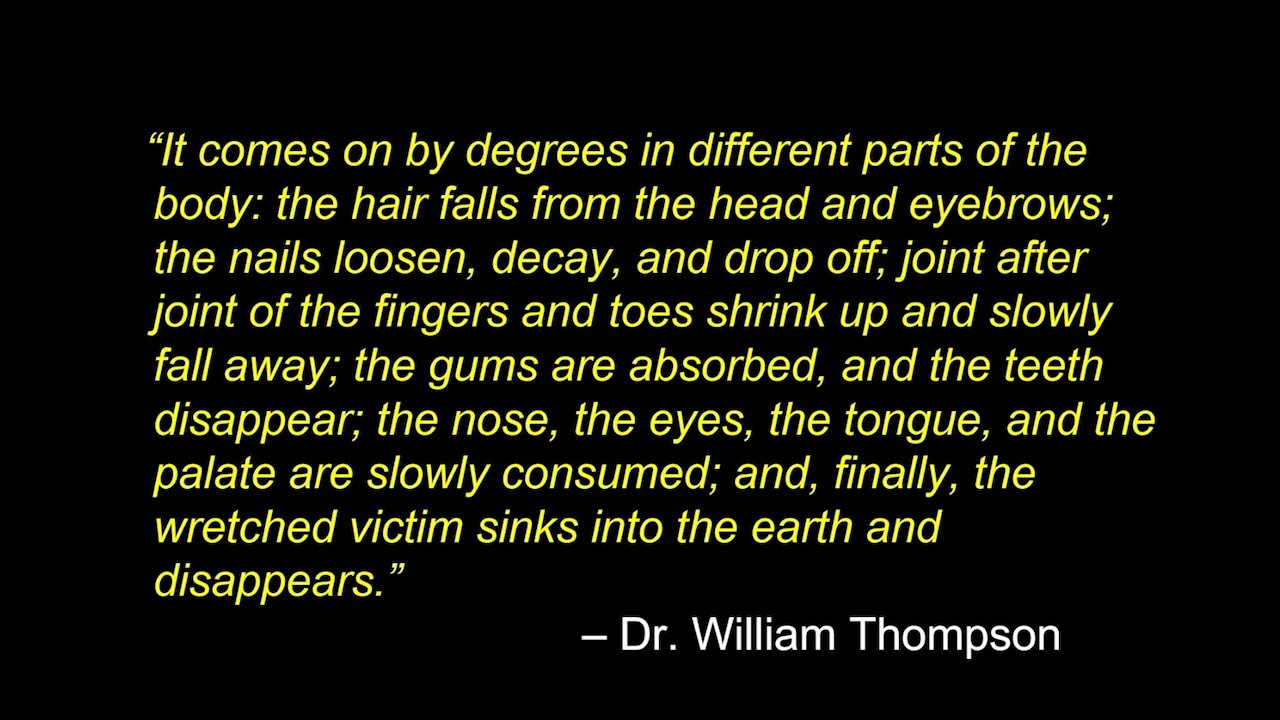 “It comes on by degrees in different parts of the
body: the hair falls from the head and eyebrows;
the nails loosen, decay, and drop off; joint after
joint of the fingers and toes shrink up and slowly
fall away; the gums are absorbed, and the teeth
disappear; the nose, the eyes, the tongue, and the
palate are slowly consumed; and, finally, the
wretched victim sinks into the earth and
disappears.”
– Dr. William Thompson